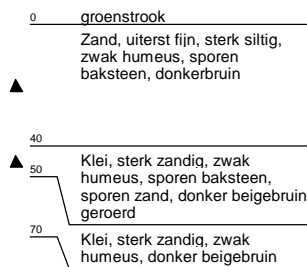 0 groenstrook
Zand, uiterst fijn, sterk siltig,
zwak humeus, sporen
baksteen, donkerbruin
40
Klei, sterk zandig, zwak
50
humeus, sporen baksteen,
sporen zand, donker beigebruin,
geroerd
70
Klei, sterk zandig, zwak
humeus, donker beigebruin